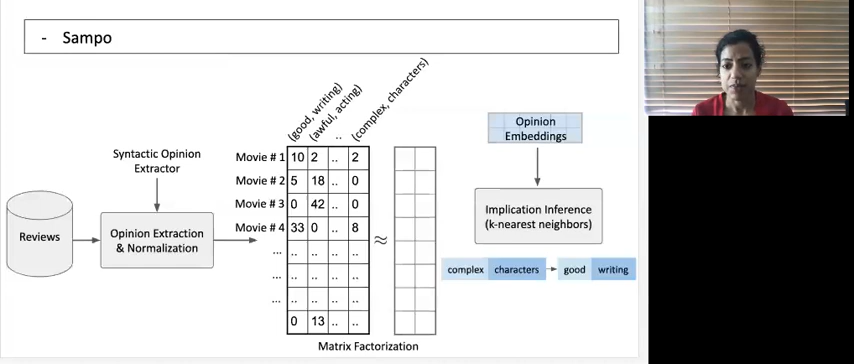 - Sampo
(good, writing)
(awful, acting)
..
(complex, characters)
Movie # 1 10 2 .. 2
Movie # 2 5 18 .. 0
Movie # 3 0 42 .. 0
Movie # 4 33 0 .. 8
... .. .. .. ..
... .. .. .. ..
... .. .. .. ..
0 13 .. ..
≈
Matrix Factorization
Syntactic Opinion
Extractor
Reviews
Opinion Extraction
& Normalization
Opinion
Embeddings
Implication Inference
(k-nearest neighbors)
complex characters good writing